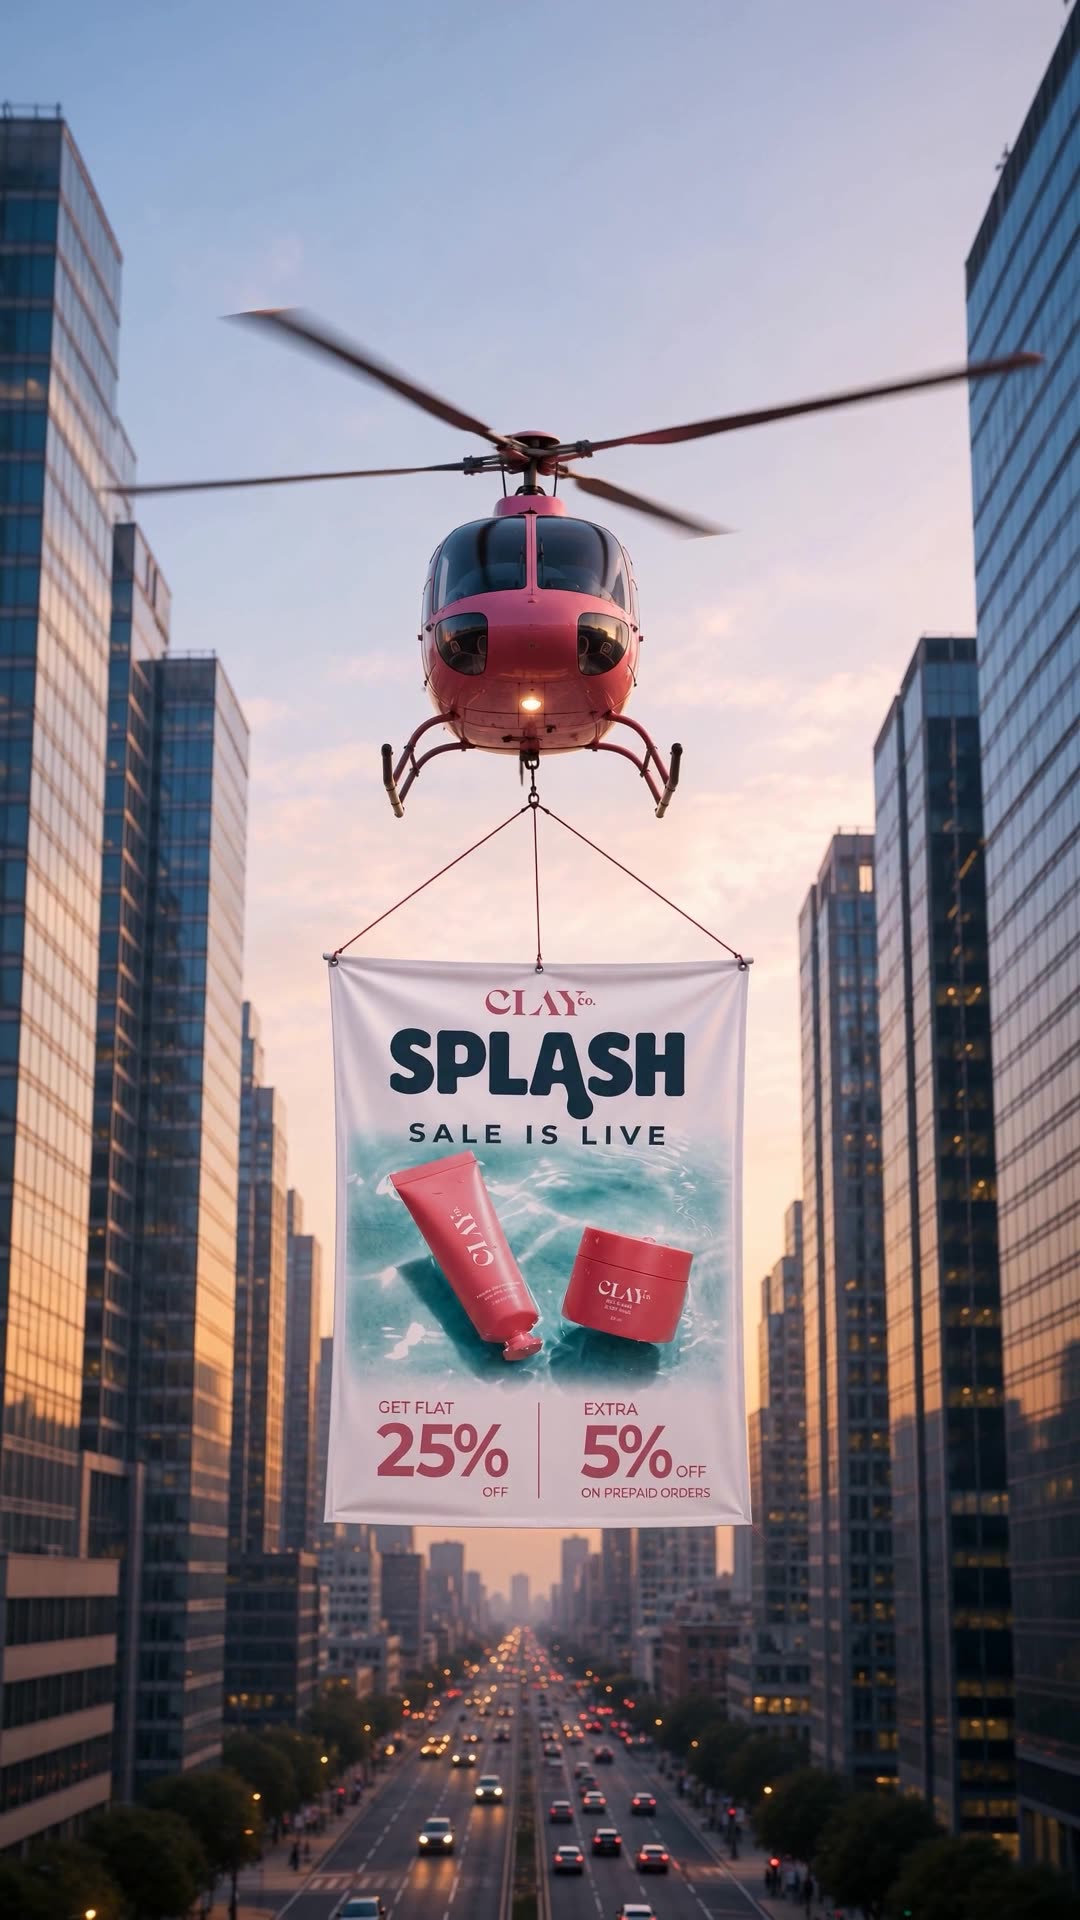 CLAY CO.
SPLASH
SALE IS LIVE
CLAY CO.
CLAY CO.
GET FLAT
25%
OFF
EXTRA
5% OFF
ON PREPAID ORDERS